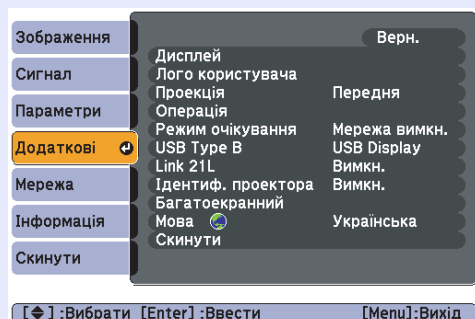 Зображення
Сигнал
Параметри
Додаткові
Мережа
Інформація
Скинути
Верн.
Дисплей
Лого користувача
Проекція Передня
Операція
Режим очікування Мережа вимкн.
USB Type B USB Display
Link 21L Вимкн.
Ідентиф. проектора Вимкн.
Багатоекранний
Мова Українська
Скинути
[◆] :Вибрати [Enter] :Ввести [Menu]:Вихід